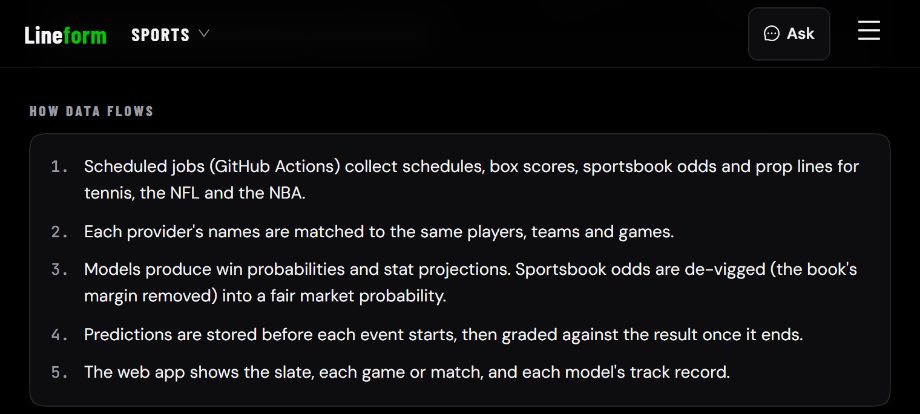 Lineform SPORTS Ask
HOW DATA FLOWS
1. Scheduled jobs (GitHub Actions) collect schedules, box scores, sportsbook odds and prop lines for
tennis, the NFL and the NBA.
2. Each provider's names are matched to the same players, teams and games.
3. Models produce win probabilities and stat projections. Sportsbook odds are de-vigged (the book's
margin removed) into a fair market probability.
4. Predictions are stored before each event starts, then graded against the result once it ends.
5. The web app shows the slate, each game or match, and each model's track record.